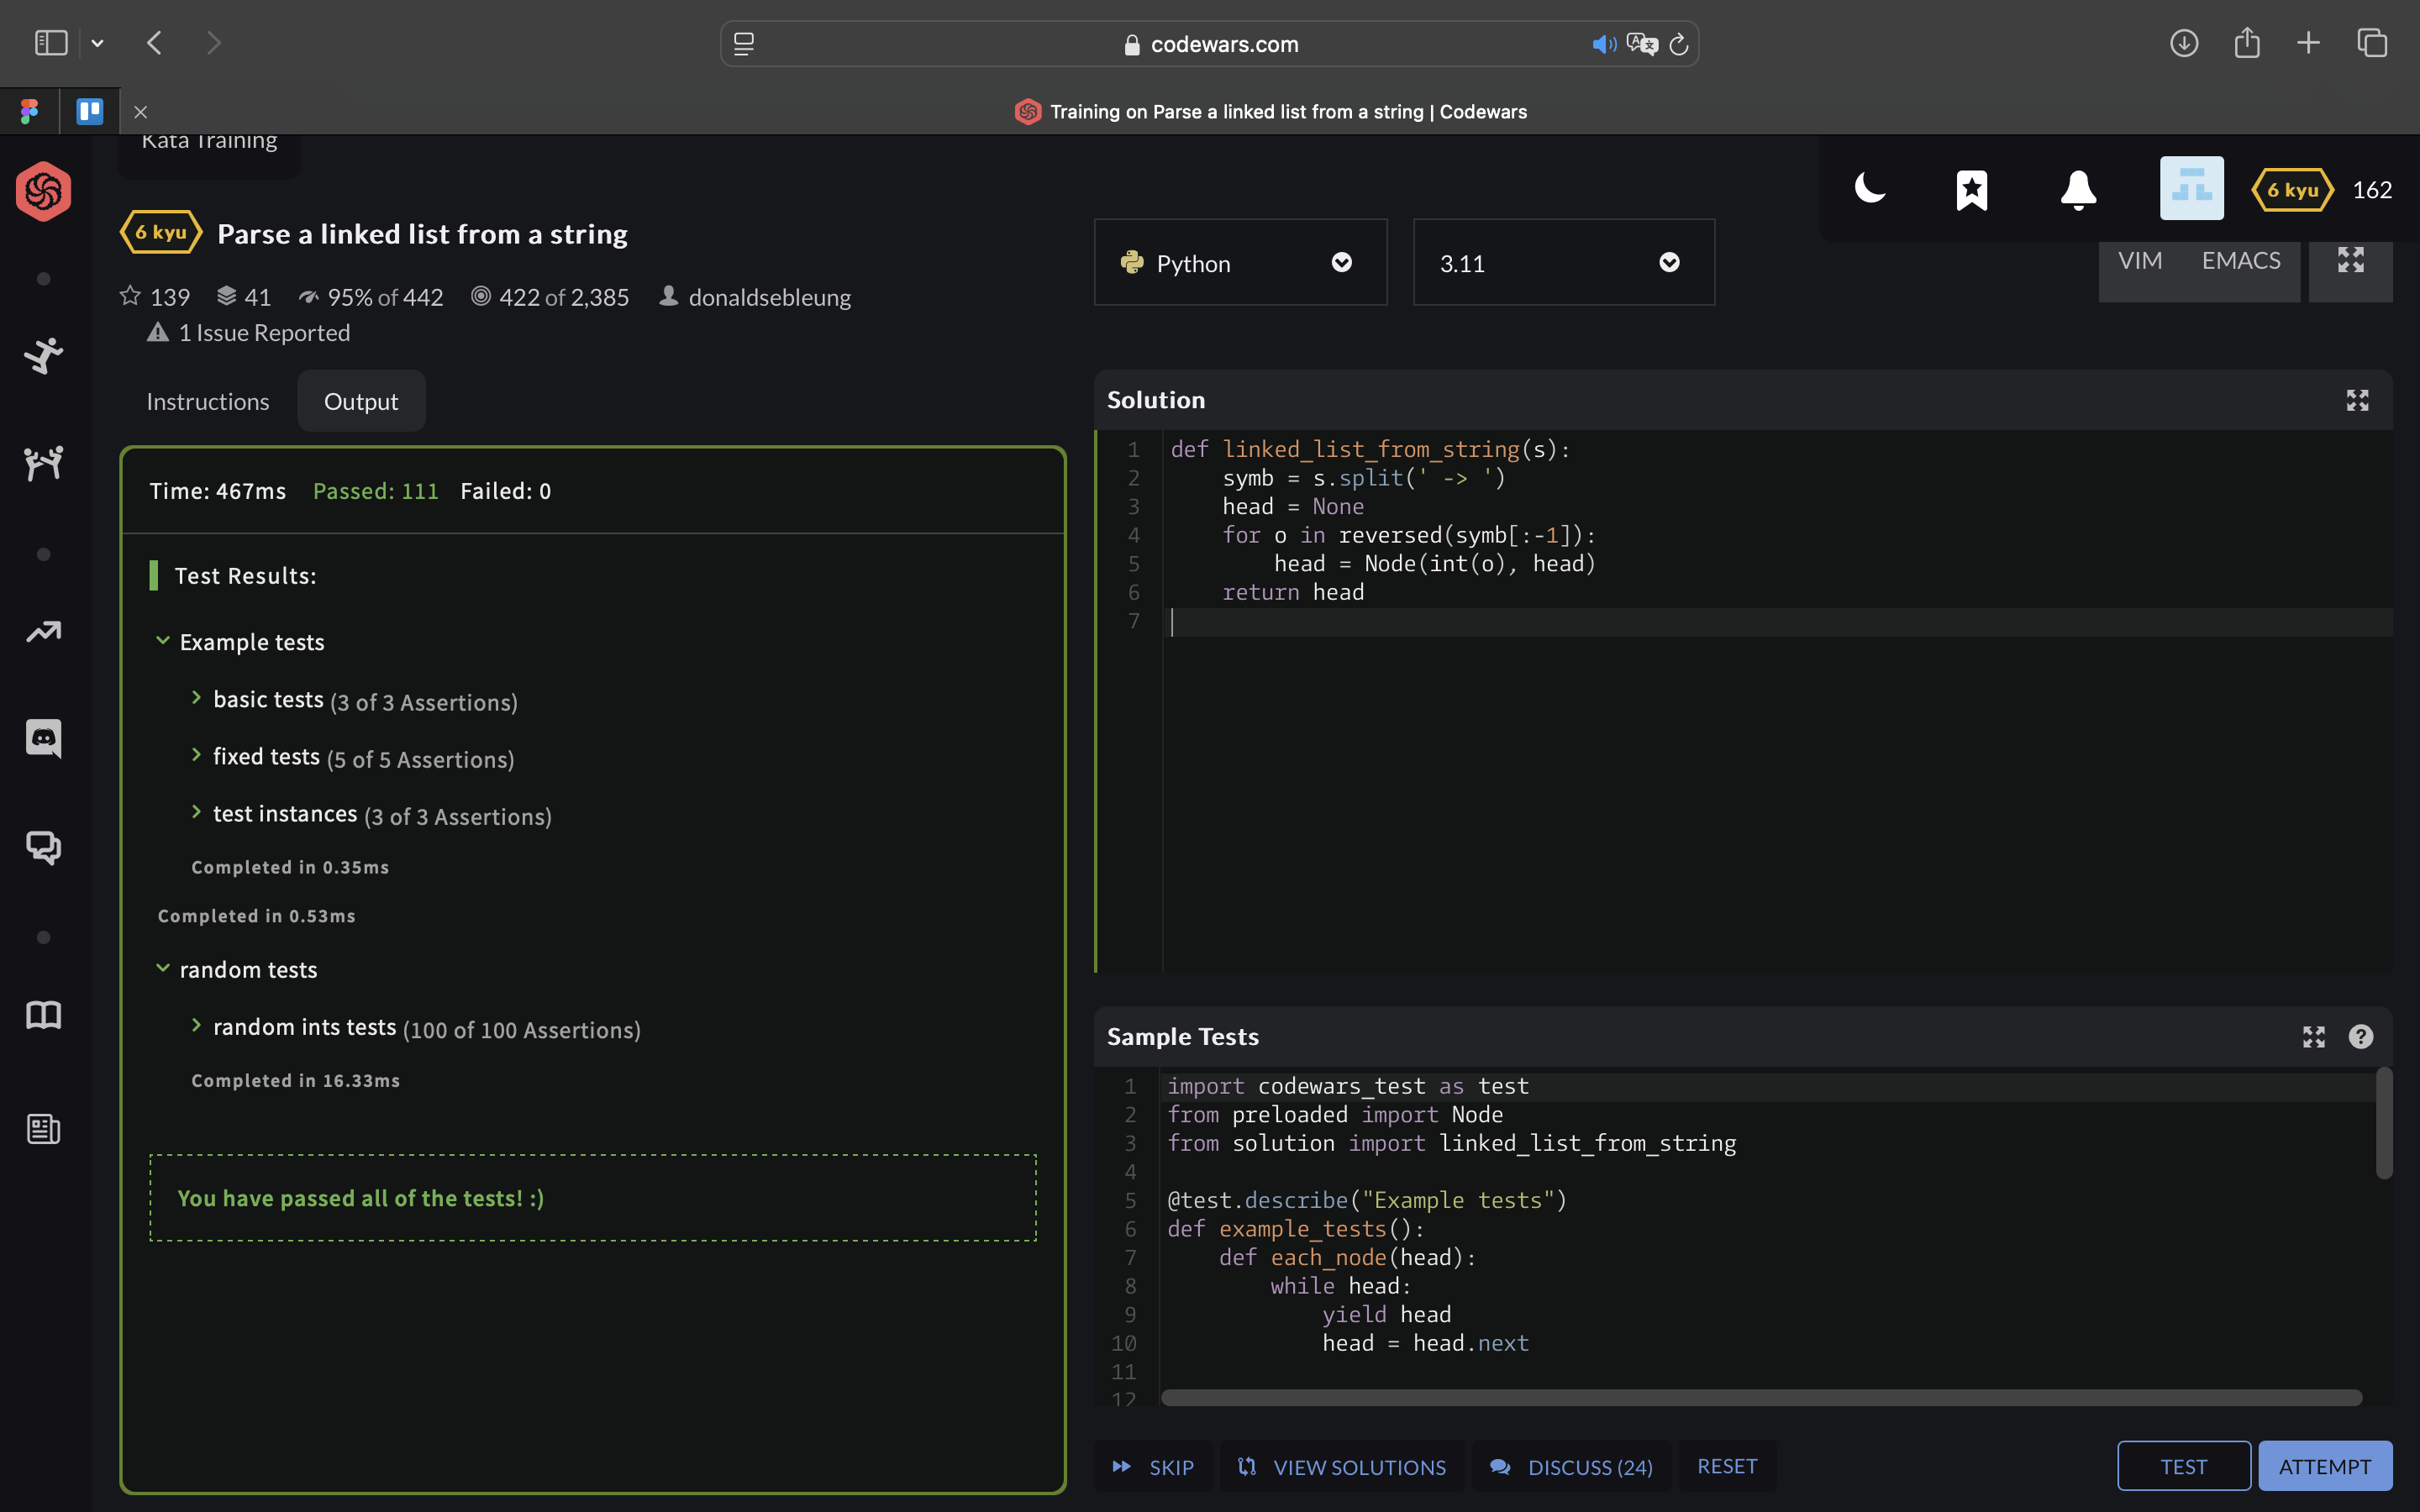 codewars.com
Training on Parse a linked list from a string | Codewars
Kata Training
6 kyu 162
6 kyu Parse a linked list from a string
139 41 95% of 442 422 of 2,385 donaldsebleung
1 Issue Reported
Python 3.11
VIM EMACS
Instructions Output
Time: 467ms Passed: 111 Failed: 0
Test Results:
Example tests
basic tests (3 of 3 Assertions)
fixed tests (5 of 5 Assertions)
test instances (3 of 3 Assertions)
Completed in 0.35ms
Completed in 0.53ms
random tests
random ints tests (100 of 100 Assertions)
Completed in 16.33ms
You have passed all of the tests! :)
Solution
1 def linked_list_from_string(s):
2     symb = s.split(' -> ')
3     head = None
4     for o in reversed(symb[:-1]):
5         head = Node(int(o), head)
6     return head
7
Sample Tests
?
1 import codewars_test as test
2 from preloaded import Node
3 from solution import linked_list_from_string
4
5 @test.describe("Example tests")
6 def example_tests():
7     def each_node(head):
8         while head:
9             yield head
10             head = head.next
11
12
SKIP VIEW SOLUTIONS DISCUSS (24) RESET TEST ATTEMPT